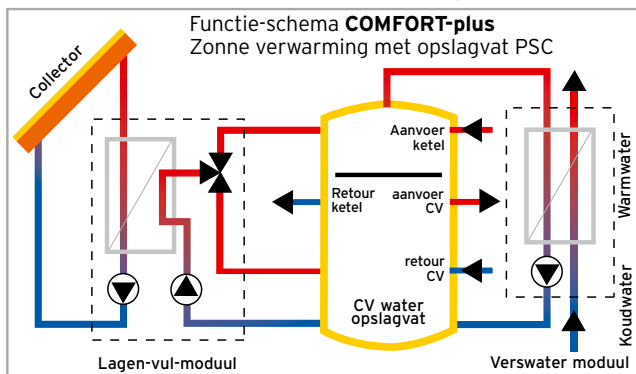 Functie-schema COMFORT-plus
Zonne verwarming met opslagvat PSC
Collector
Aanvoer
ketel
Retour
ketel
aanvoer
CV
retour
CV
CV water
opslagvat
Warmwater
Koudwater
Lagen-vul-moduul
Verswater moduul